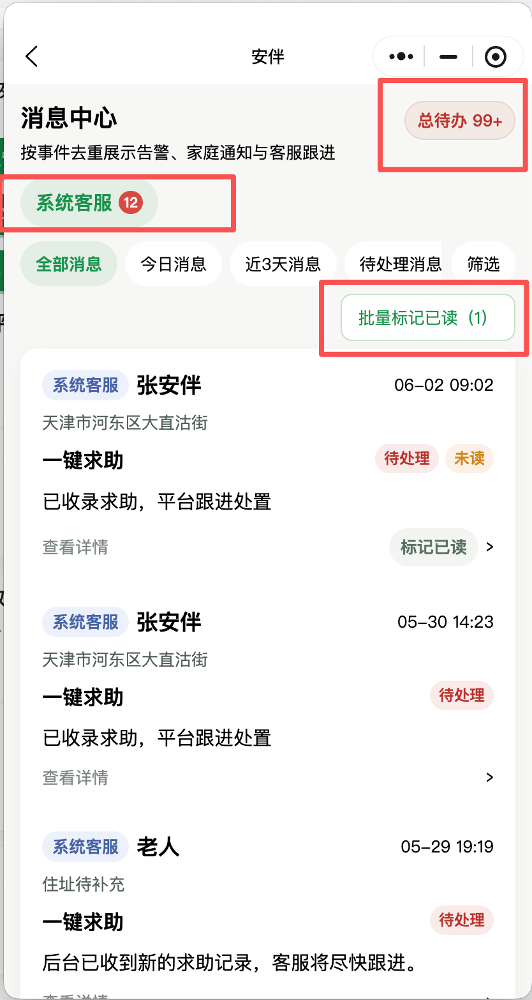 安伴
消息中心
总待办 99+
按事件去重展示告警、家庭通知与客服跟进
系统客服 12
全部消息 今日消息 近3天消息 待处理消息 筛选
批量标记已读（1）
系统客服 张安伴 06-02 09:02
天津市河东区大直沽街
一键求助 待处理 未读
已收录求助，平台跟进处置
查看详情 标记已读 >
系统客服 张安伴 05-30 14:23
天津市河东区大直沽街
一键求助 待处理
已收录求助，平台跟进处置
查看详情 >
系统客服 老人 05-29 19:19
住址待补充
一键求助 待处理
后台已收到新的求助记录，客服将尽快跟进。
查看详情